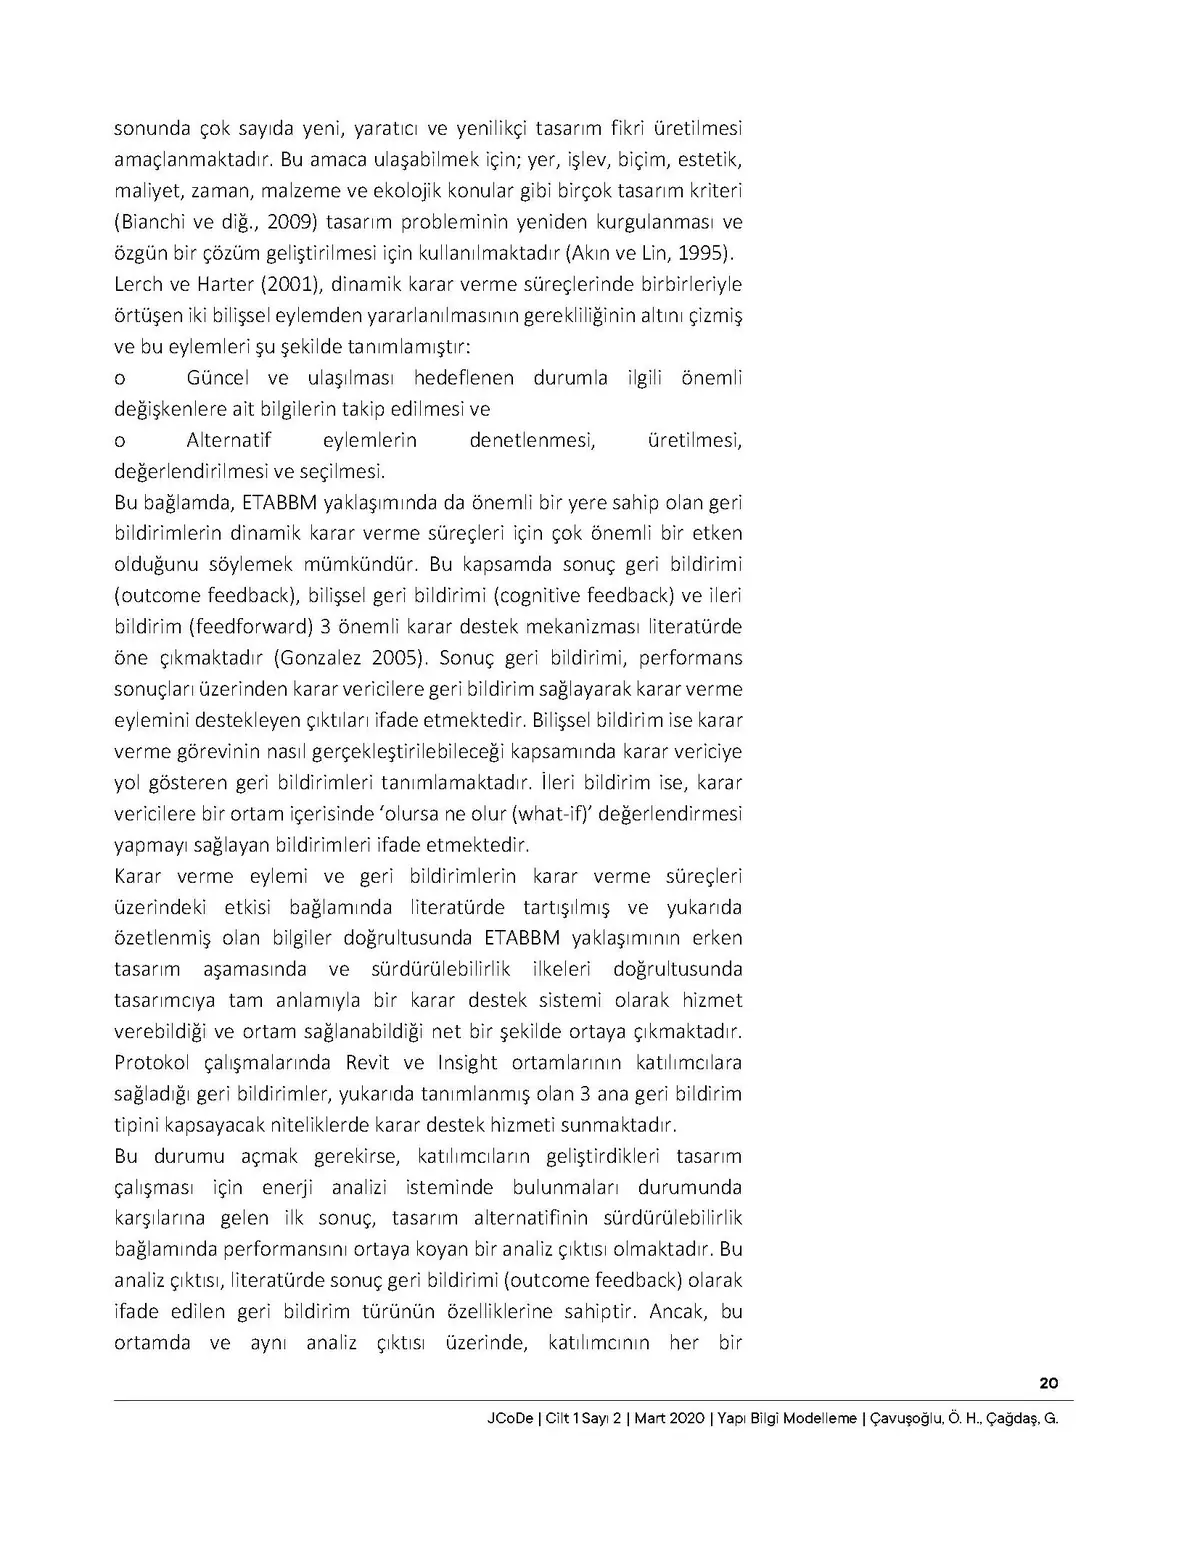 sonunda çok sayıda yeni, yaratıcı ve yenilikçi tasarım fikri üretilmesi
amaçlanmaktadır. Bu amaca ulaşabilmek için; yer, işlev, biçim, estetik,
maliyet, zaman, malzeme ve ekolojik konular gibi birçok tasarım kriteri
(Bianchi ve diğ., 2009) tasarım probleminin yeniden kurgulanması ve
özgün bir çözüm geliştirilmesi için kullanılmaktadır (Akın ve Lin, 1995).
Lerch ve Harter (2001), dinamik karar verme süreçlerinde birbirleriyle
örtüşen iki bilişsel eylemden yararlanılmasının gerekliliğinin altını çizmiş
ve bu eylemleri şu şekilde tanımlamıştır:
o Güncel ve ulaşılması hedeflenen durumla ilgili önemli
değişkenlere ait bilgilerin takip edilmesi ve
o Alternatif eylemlerin denetlenmesi, üretilmesi,
değerlendirilmesi ve seçilmesi.
Bu bağlamda, ETABBM yaklaşımında da önemli bir yere sahip olan geri
bildirimlerin dinamik karar verme süreçleri için çok önemli bir etken
olduğunu söylemek mümkündür. Bu kapsamda sonuç geri bildirimi
(outcome feedback), bilişsel geri bildirimi (cognitive feedback) ve ileri
bildirim (feedforward) 3 önemli karar destek mekanizması literatürde
öne çıkmaktadır (Gonzalez 2005). Sonuç geri bildirimi, performans
sonuçları üzerinden karar vericilere geri bildirim sağlayarak karar verme
eylemini destekleyen çıktıları ifade etmektedir. Bilişsel bildirim ise karar
verme görevinin nasıl gerçekleştirilebileceği kapsamında karar vericiye
yol gösteren geri bildirimleri tanımlamaktadır. İleri bildirim ise, karar
vericilere bir ortam içerisinde ‘olursa ne olur (what-if)’ değerlendirmesi
yapmayı sağlayan bildirimleri ifade etmektedir.
Karar verme eylemi ve geri bildirimlerin karar verme süreçleri
üzerindeki etkisi bağlamında literatürde tartışılmış ve yukarıda
özetlenmiş olan bilgiler doğrultusunda ETABBM yaklaşımının erken
tasarım aşamasında ve sürdürülebilirlik ilkeleri doğrultusunda
tasarımcıya tam anlamıyla bir karar destek sistemi olarak hizmet
verebildiği ve ortam sağlanabildiği net bir şekilde ortaya çıkmaktadır.
Protokol çalışmalarında Revit ve Insight ortamlarının katılımcılara
sağladığı geri bildirimler, yukarıda tanımlanmış olan 3 ana geri bildirim
tipini kapsayacak niteliklerde karar destek hizmeti sunmaktadır.
Bu durumu açmak gerekirse, katılımcıların geliştirdikleri tasarım
çalışması için enerji analizi isteminde bulunmaları durumunda
karşılarına gelen ilk sonuç, tasarım alternatifinin sürdürülebilirlik
bağlamında performansını ortaya koyan bir analiz çıktısı olmaktadır. Bu
analiz çıktısı, literatürde sonuç geri bildirimi (outcome feedback) olarak
ifade edilen geri bildirim türünün özelliklerine sahiptir. Ancak, bu
ortamda ve aynı analiz çıktısı üzerinde, katılımcının her bir
20
JCoDe | Cilt 1 Sayı 2 | Mart 2020 | Yapı Bilgi Modelleme | Çavuşoğlu, Ö. H., Çağdaş, G.